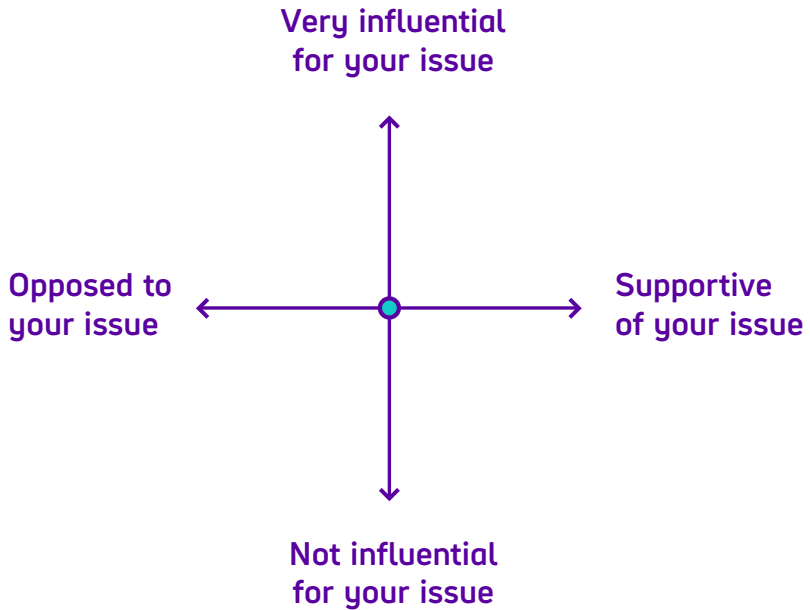 Very influential
for your issue
Opposed to
your issue
Supportive
of your issue
Not influential
for your issue